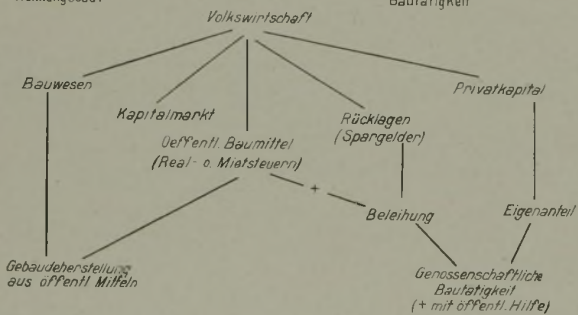 Bautätigkeit
Volkswirtschaft
Bauwesen
Kapitalmarkt
Oeffentl. Baumittel
(Real- o. Mietsteuern)
Rücklagen
(Spargelder)
Privatkapital
+
Beleihung
Eigenanteil
Gebäudeherstellung
aus öffentl Mitteln
Genossenschaftliche
Bautätigkeit
(+ mit öffentl. Hilfe)